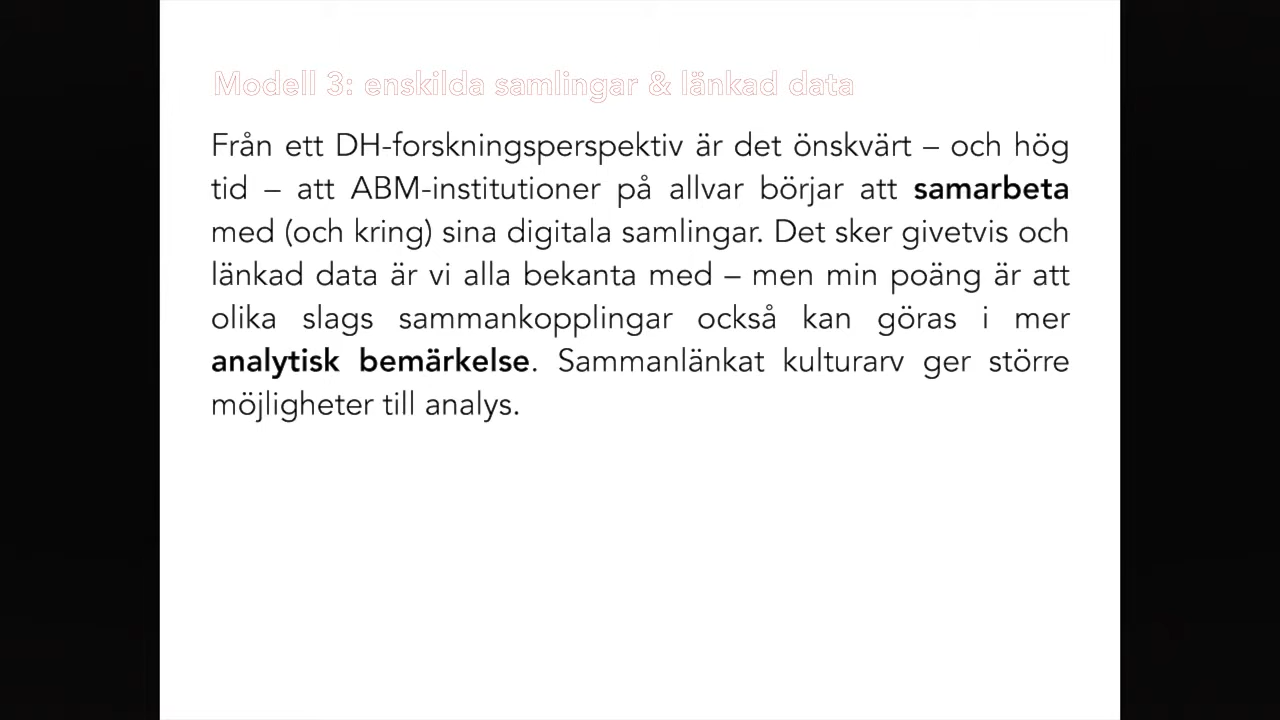 Modell 3: enskilda samlingar & länkad data
Från ett DH-forskningsperspektiv är det önskvärt – och hög
tid – att ABM-institutioner på allvar börjar att samarbeta
med (och kring) sina digitala samlingar. Det sker givetvis och
länkad data är vi alla bekanta med – men min poäng är att
olika slags sammankopplingar också kan göras i mer
analytisk bemärkelse. Sammanlänkat kulturarv ger större
möjligheter till analys.